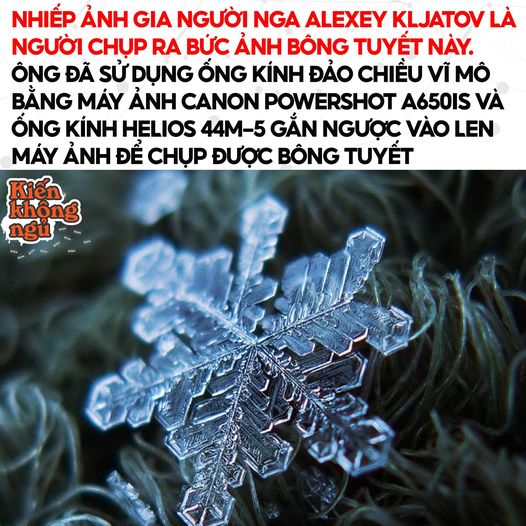 NHIẾP ẢNH GIA NGƯỜI NGA ALEXEY KLJATOV LÀ
NGƯỜI CHỤP RA BỨC ẢNH BÔNG TUYẾT NÀY.
ÔNG ĐÃ SỬ DỤNG ỐNG KÍNH ĐẢO CHIỀU VĨ MÔ
BẰNG MÁY ẢNH CANON POWERSHOT A650IS VÀ
ỐNG KÍNH HELIOS 44M-5 GẮN NGƯỢC VÀO LEN
MÁY ẢNH ĐỂ CHỤP ĐƯỢC BÔNG TUYẾT
Kiến
không
ngủ